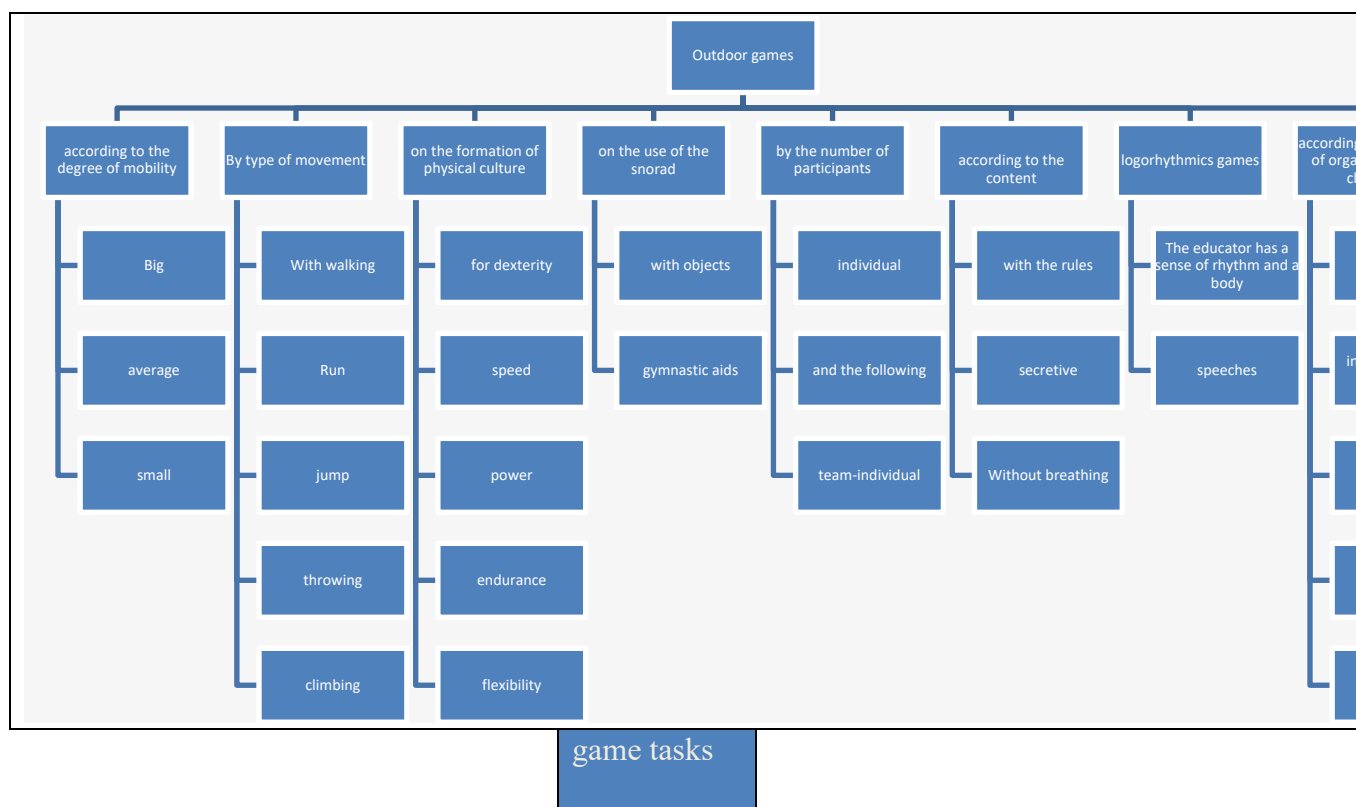 Outdoor games
according to the
degree of mobility
Big
average
small
By type of movement
With walking
Run
jump
throwing
climbing
on the formation of
physical culture
for dexterity
speed
power
endurance
flexibility
on the use of the
snorad
with objects
gymnastic aids
by the number of
participants
individual
and the following
team-individual
according to the
content
with the rules
secretive
Without breathing
logorhythmics games
The educator has a
sense of rhythm and a
body
speeches
according
of
game tasks